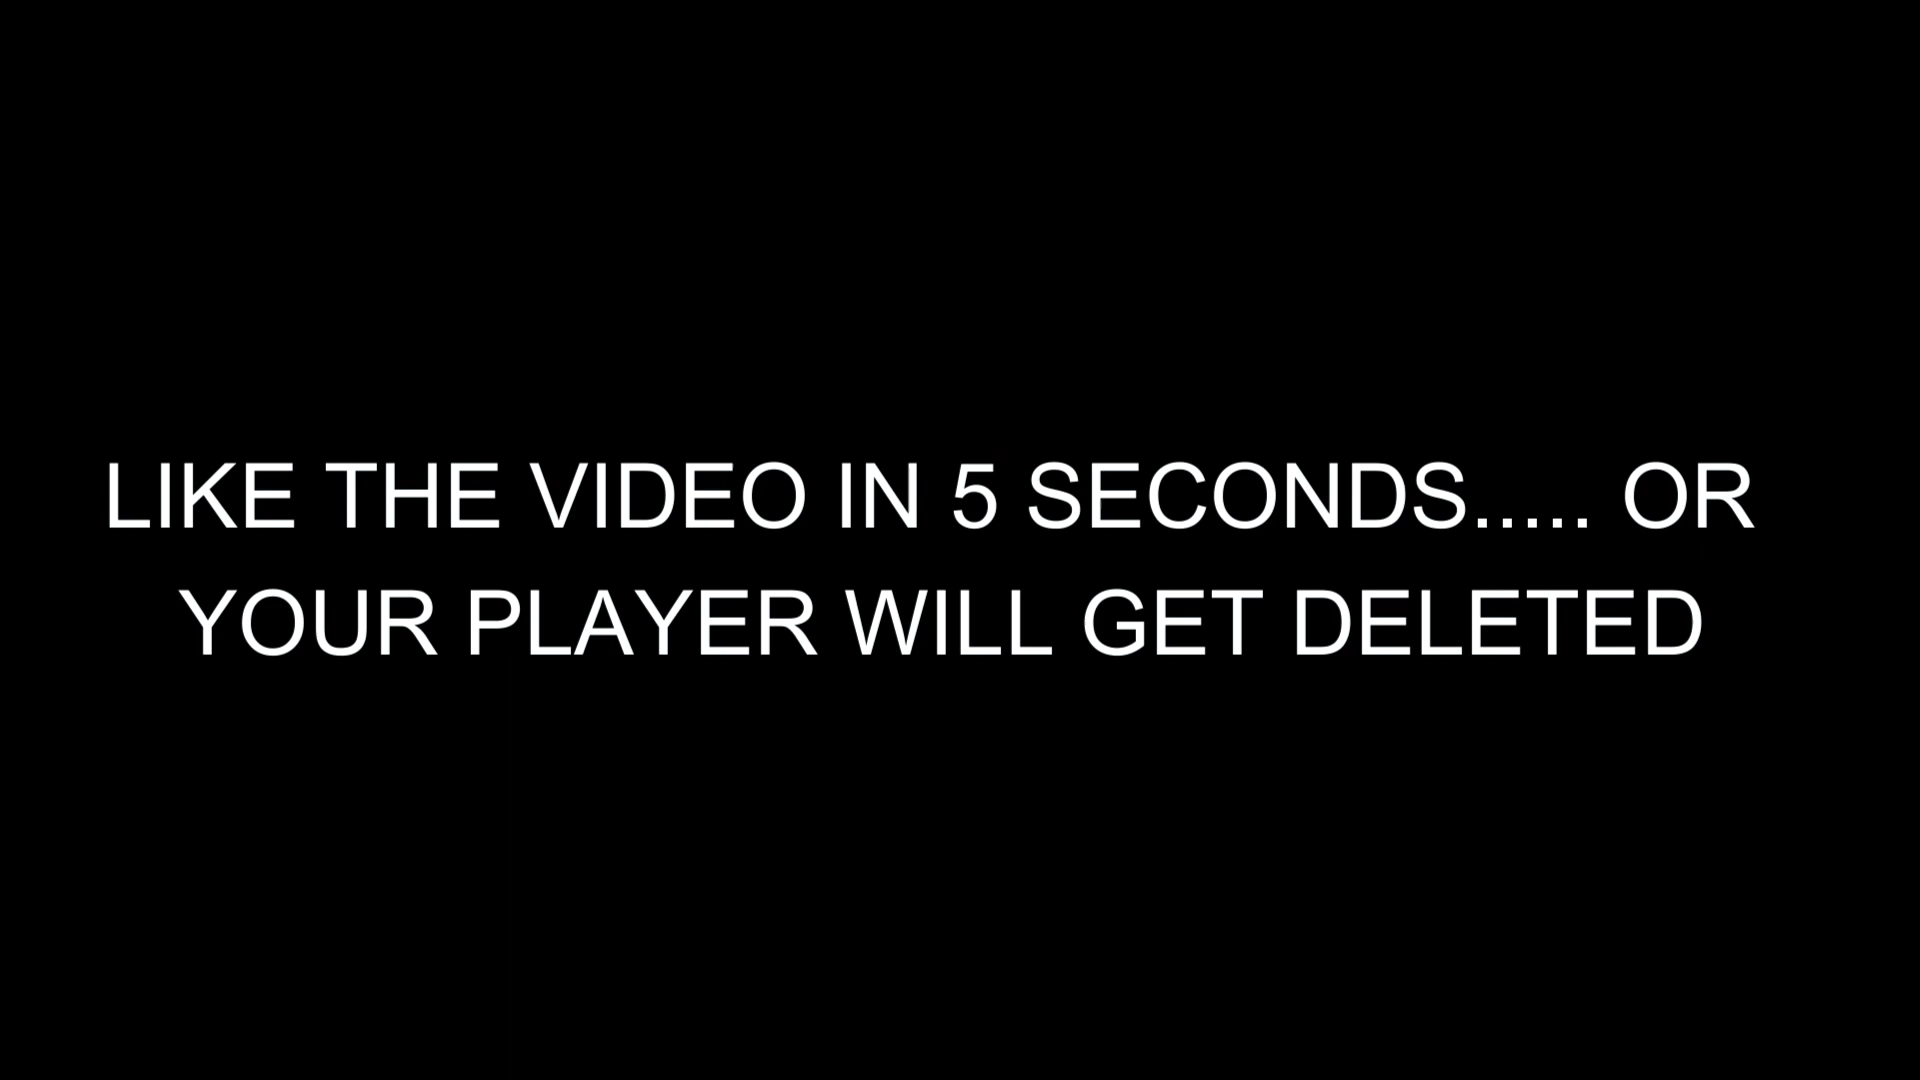 LIKE THE VIDEO IN 5 SECONDS..... OR
YOUR PLAYER WILL GET DELETED